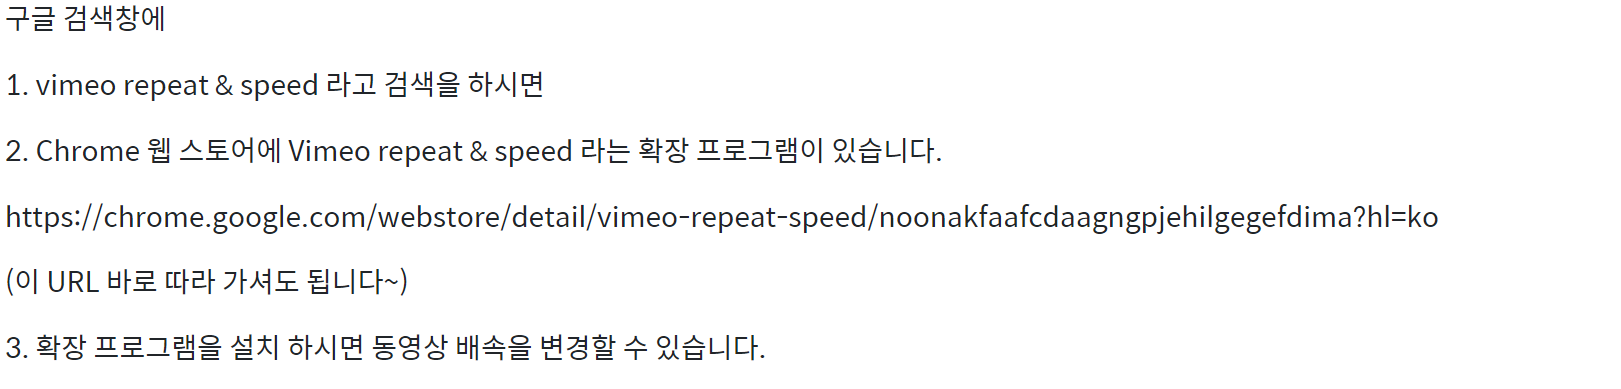 구글 검색창에
1. vimeo repeat & speed 라고 검색을 하시면
2. Chrome 웹 스토어에 Vimeo repeat & speed 라는 확장 프로그램이 있습니다.
https://chrome.google.com/webstore/detail/vimeo-repeat-speed/noonakfaafcdaagngpjehilgegefdima?hl=ko
(이 URL 바로 따라 가셔도 됩니다~)
3. 확장 프로그램을 설치 하시면 동영상 배속을 변경할 수 있습니다.